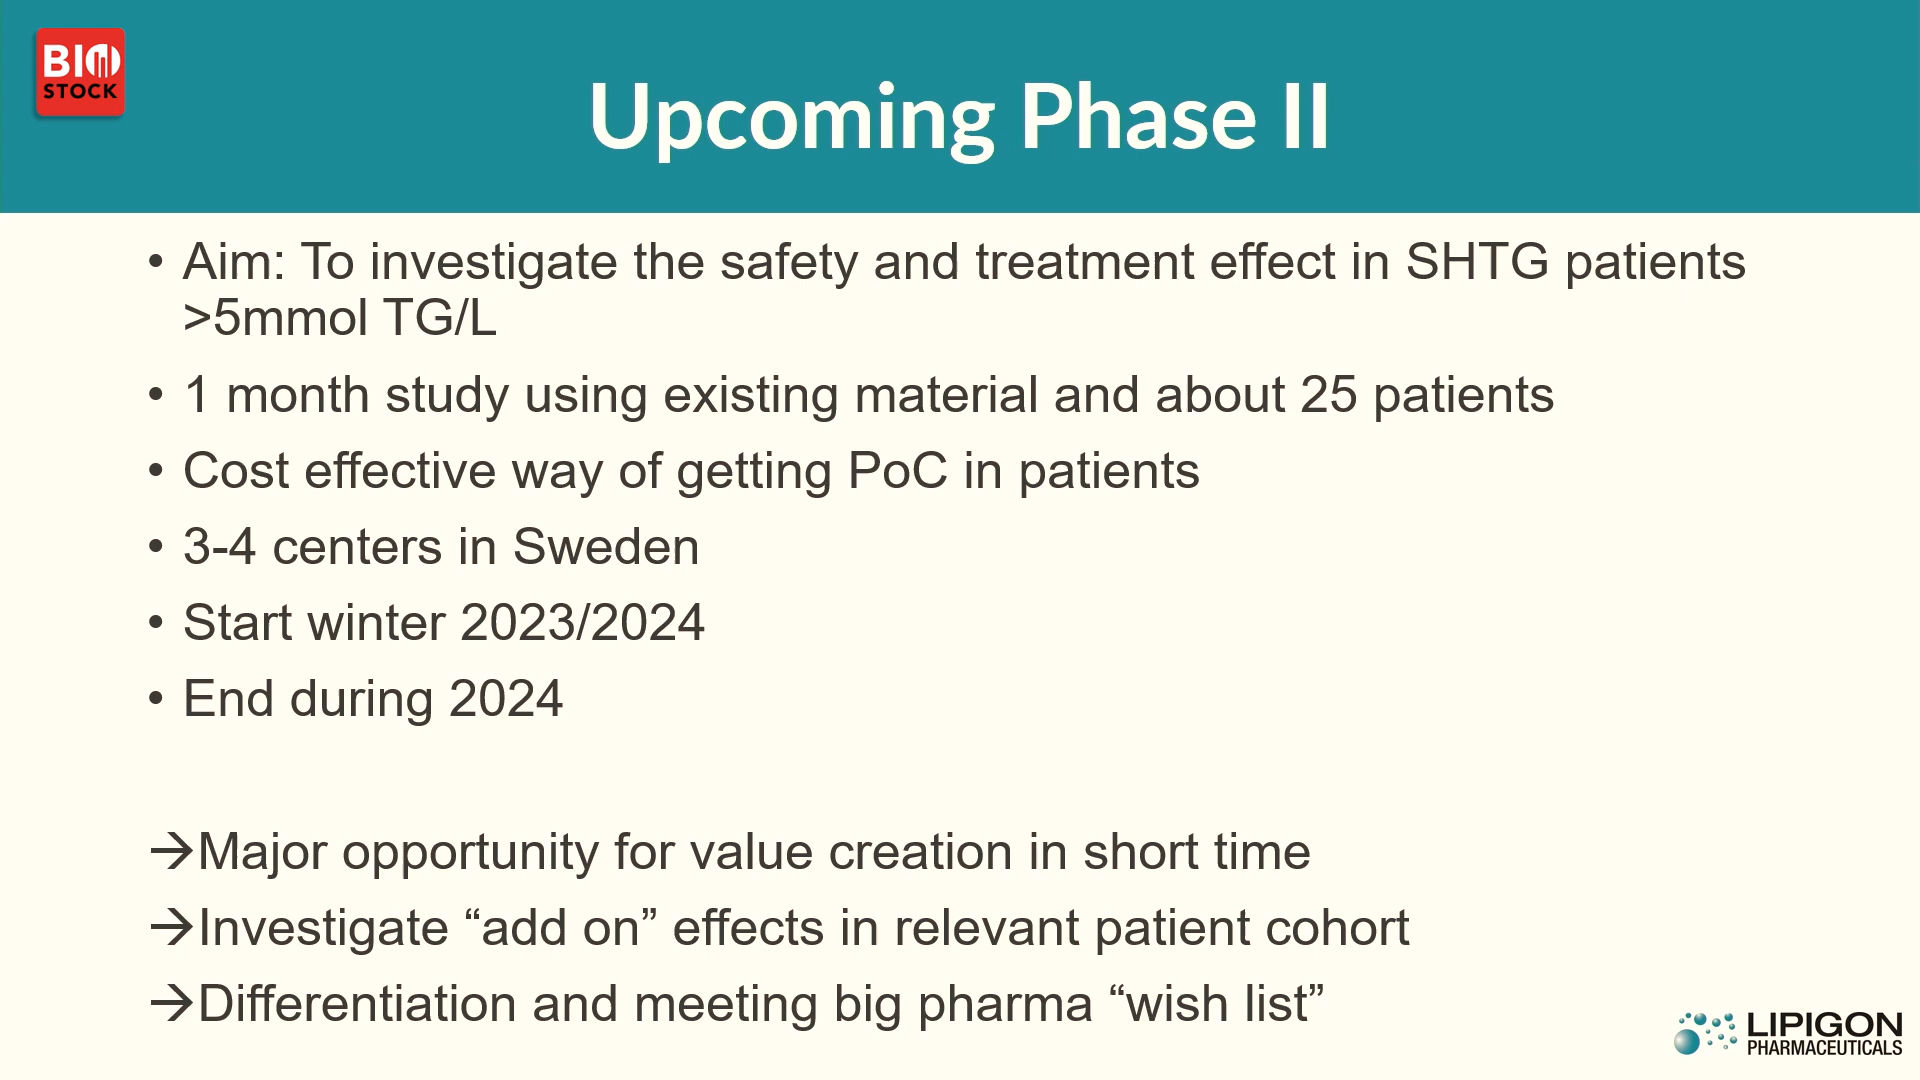 BIO
STOCK
Upcoming Phase II
• Aim: To investigate the safety and treatment effect in SHTG patients
>5mmol TG/L
• 1 month study using existing material and about 25 patients
• Cost effective way of getting PoC in patients
• 3-4 centers in Sweden
• Start winter 2023/2024
• End during 2024
→Major opportunity for value creation in short time
→Investigate “add on” effects in relevant patient cohort
→Differentiation and meeting big pharma “wish list”
LIPIGON
PHARMACEUTICALS